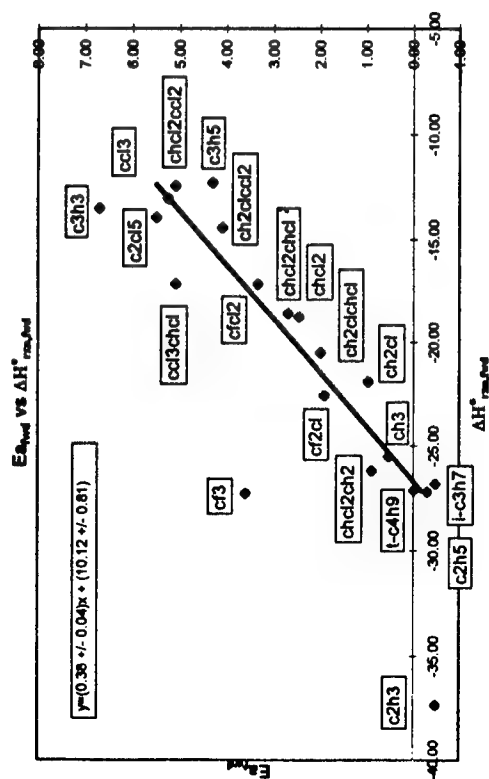 Ea_fwd vs ΔH°_rxn,fwd
y=(0.38 +/- 0.04)x + (10.12 +/- 0.81)
8.00
7.00
6.00
5.00
4.00
3.00
2.00
1.00
0.00
-1.00
-5.00
-10.00
-15.00
-20.00
-25.00
-30.00
-35.00
-40.00
c3h3
ccl3
chcl2ccl2
c2cl5
c3h5
ch2clccl2
ccl3chcl
cfcl2
chcl2chcl
chcl2
ch2clchcl
cf2cl
ch2cl
ch3
cf3
chcl2ch2
t-c4h9
i-c3h7
c2h5
c2h3
ΔH°_rxn,fwd
Ea_fwd